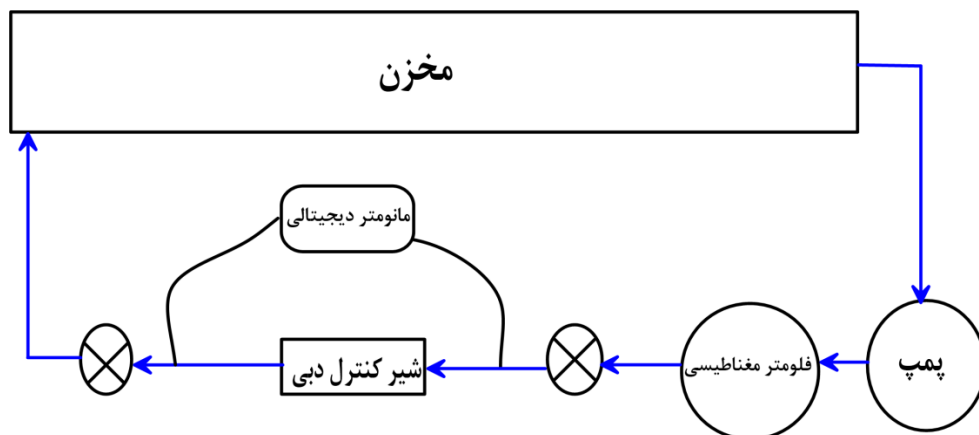 مخزن
مانومتر دیجیتالی
شیر کنترل دبی
فلومتر مغناطیسی
پمپ